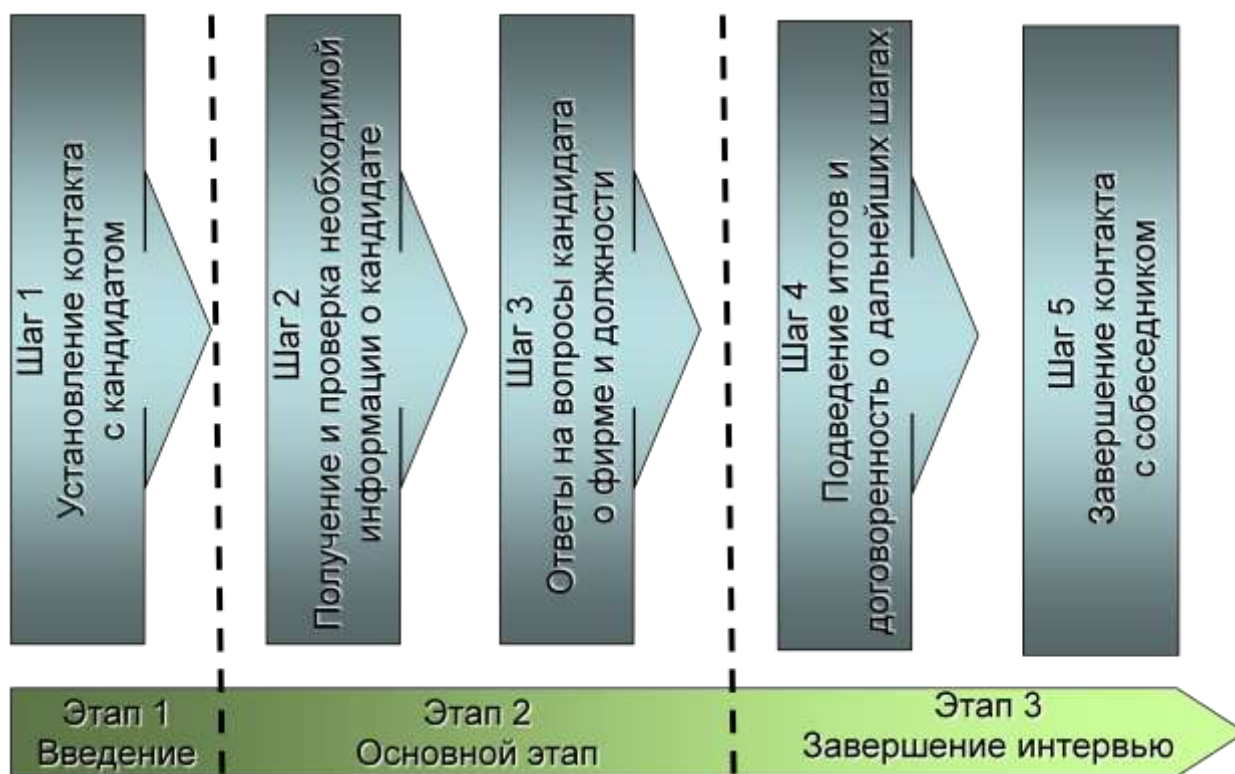 Шаг 1
Установление контакта
с кандидатом
Шаг 2
Получение и проверка необходимой
информации о кандидате
Шаг 3
Ответы на вопросы кандидата
о фирме и должности
Шаг 4
Подведение итогов и
договоренность о дальнейших шагах
Шаг 5
Завершение контакта
с собеседником
Этап 1
Введение
Этап 2
Основной этап
Этап 3
Завершение интервью